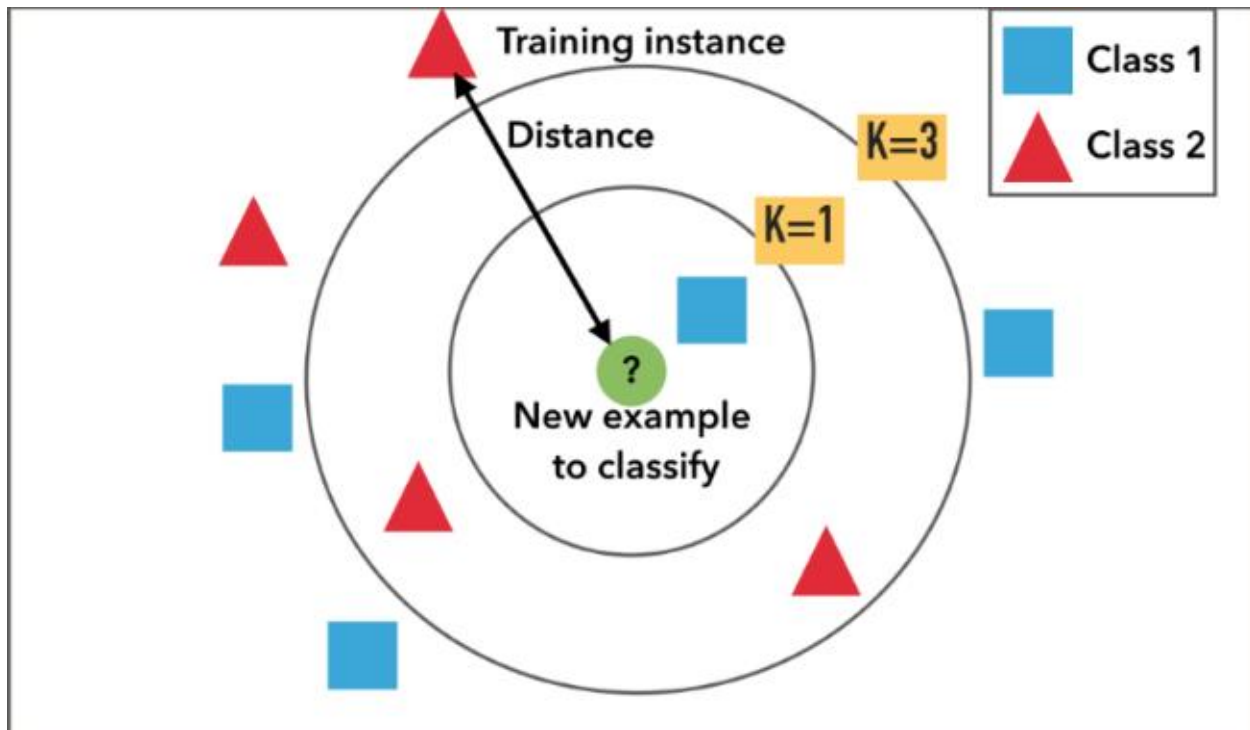 Training instance
Class 1
Distance
K=3
Class 2
K=1
?
New example
to classify